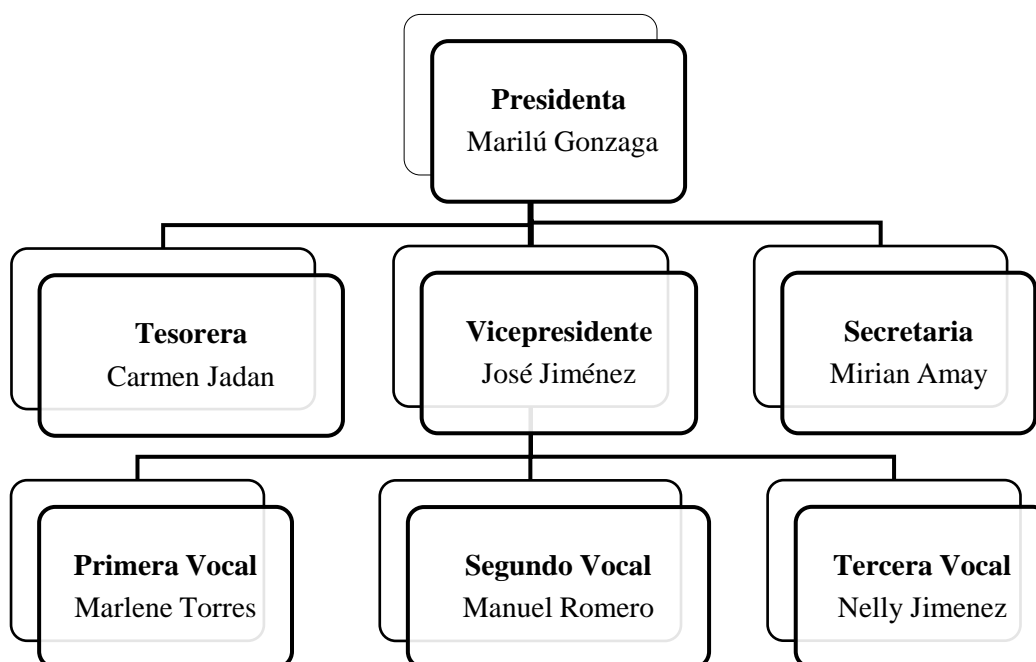 Presidenta
Marilú Gonzaga
Tesorera
Carmen Jadan
Vicepresidente
José Jiménez
Secretaria
Mirian Amay
Primera Vocal
Marlene Torres
Segundo Vocal
Manuel Romero
Tercera Vocal
Nelly Jimenez